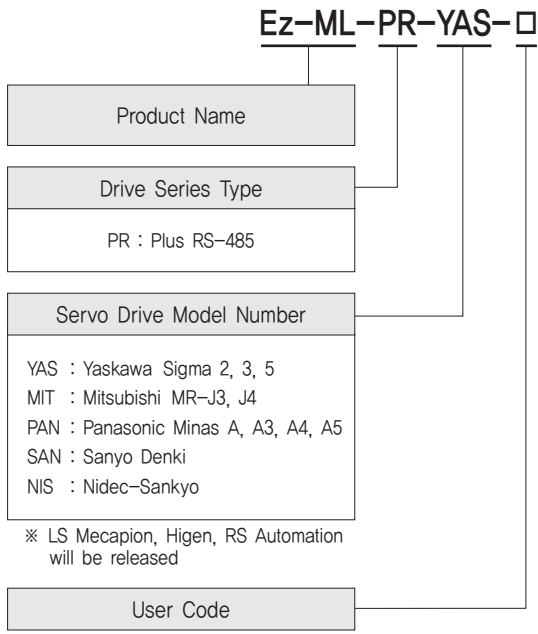 Ez-ML-PR-YAS-□
Product Name
Drive Series Type
PR : Plus RS-485
Servo Drive Model Number
YAS : Yaskawa Sigma 2, 3, 5
MIT : Mitsubishi MR-J3, J4
PAN : Panasonic Minas A, A3, A4, A5
SAN : Sanyo Denki
NIS : Nidec-Sankyo
※ LS Mecapion, Higen, RS Automation
will be released
User Code